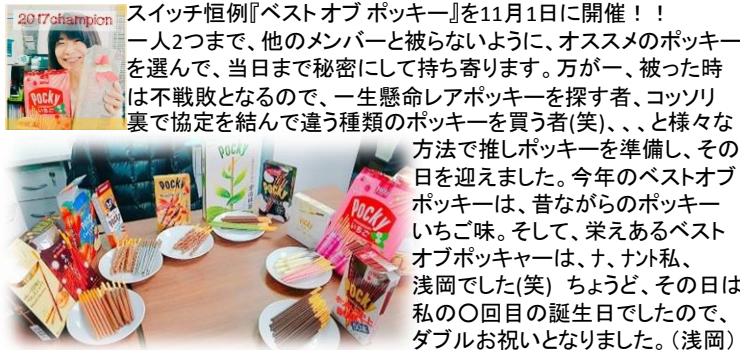 2017champion
スイッチ恒例『ベスト オブ ポッキー』を11月1日に開催！！
一人2つまで、他のメンバーと被らないように、オススメのポッキー
を選んで、当日まで秘密にして持ち寄ります。万が一、被った時
は不戦敗となるので、一生懸命レアポッキーを探す者、コッソリ
裏で協定を結んで違う種類のポッキーを買う者(笑)、、、と様々な
方法で推しポッキーを準備し、その
日を迎えました。今年のベストオブ
ポッキーは、昔ながらのポッキー
いちご味。そして、栄えあるベスト
オブポッキャーは、ナ、ナント私、
浅岡でした(笑) ちょうど、その日は
私の〇回目の誕生日でしたので、
ダブルお祝いとなりました。（浅岡）
POCKY
いちご
POCKY
POCKY
POCKY
POCKY
いちご